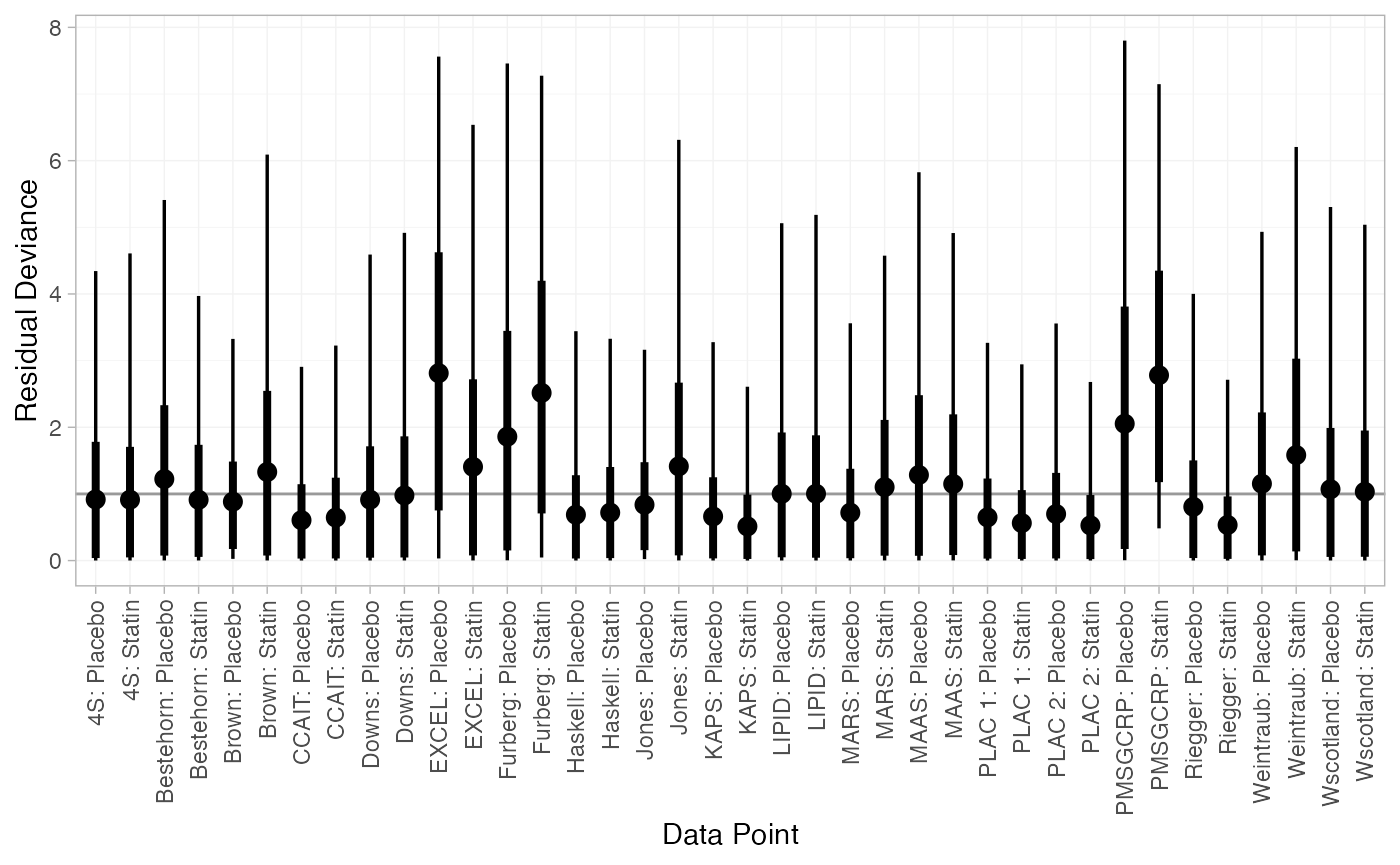 8
6
4
2
0
Residual Deviance
4S: Placebo
4S: Statin
Bestehorn: Placebo
Bestehorn: Statin
Brown: Placebo
Brown: Statin
CCAIT: Placebo
CCAIT: Statin
Downs: Placebo
Downs: Statin
EXCEL: Placebo
EXCEL: Statin
Furberg: Placebo
Furberg: Statin
Haskell: Placebo
Haskell: Statin
Jones: Placebo
Jones: Statin
KAPS: Placebo
KAPS: Statin
LIPID: Placebo
LIPID: Statin
MARS: Placebo
MARS: Statin
MAAS: Placebo
MAAS: Statin
PLAC 1: Placebo
PLAC 1: Statin
PLAC 2: Placebo
PLAC 2: Statin
PMSGCRP: Placebo
PMSGCRP: Statin
Riegger: Placebo
Riegger: Statin
Weintraub: Placebo
Weintraub: Statin
Wscotland: Placebo
Wscotland: Statin
Data Point